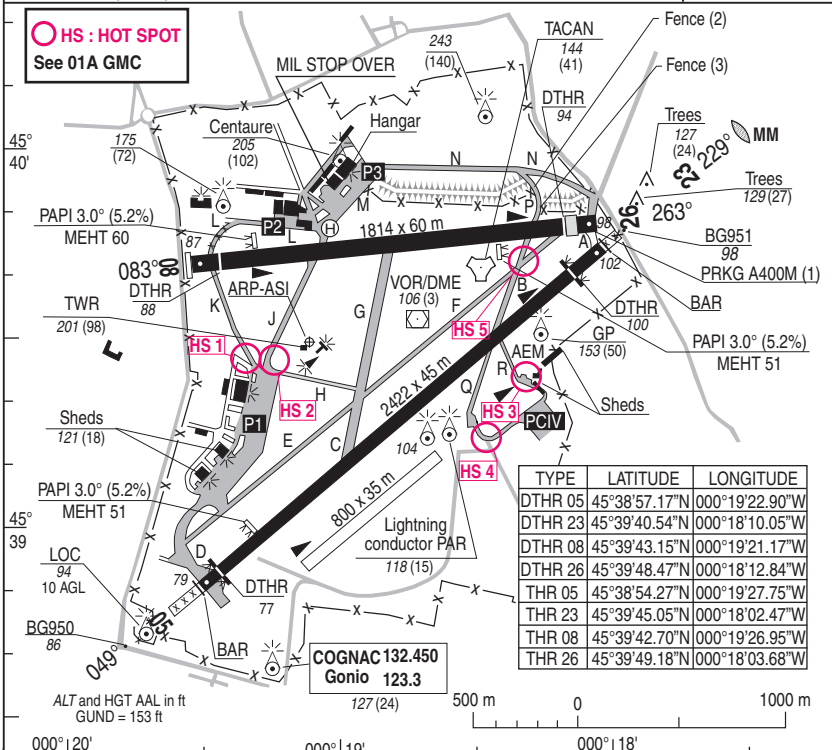 HS : HOT SPOT
See 01A GMC
243
(140)
TACAN
144
(41)
Fence (2)
Fence (3)
MIL STOP OVER
DTHR
94
Trees
127
(24)
23 229°
MM
Centaure
205
(102)
Hangar
175
(72)
45°
40'
P3
N
N
M
P
Trees
129 (27)
26 263°
PAPI 3.0° (5.2%)
MEHT 60
L
P2
L
H
1814 x 60 m
98
A
102
BG951
98
87
083° 08
DTHR
88
ARP-ASI
VOR/DME
106 (3)
PRKG A400M (1)
BAR
DTHR
100
TWR
201 (98)
K
J
G
F
B
HS 5
GP
153 (50)
PAPI 3.0° (5.2%)
MEHT 51
HS 1
HS 2
H
2422 x 45 m
R
AEM
Q
HS 3
Sheds
PCIV
P1
Sheds
121 (18)
E
C
104
HS 4
PAPI 3.0° (5.2%)
MEHT 51
800 x 35 m
Lightning
conductor PAR
118 (15)
45°
39
TYPE LATITUDE LONGITUDE
DTHR 05 45°38'57.17"N 000°19'22.90"W
DTHR 23 45°39'40.54"N 000°18'10.05"W
DTHR 08 45°39'43.15"N 000°19'21.17"W
DTHR 26 45°39'48.47"N 000°18'12.84"W
THR 05 45°38'54.27"N 000°19'27.75"W
THR 23 45°39'45.05"N 000°18'02.47"W
THR 08 45°39'42.70"N 000°19'26.95"W
THR 26 45°39'49.18"N 000°18'03.68"W
LOC
94
10 AGL
D
79
DTHR
77
BG950
86
049° 05
BAR
COGNAC 132.450
Gonio 123.3
127 (24)
ALT and HGT AAL in ft
GUND = 153 ft
500 m 0 1000 m
000° 20' 000° 19' 000° 18'